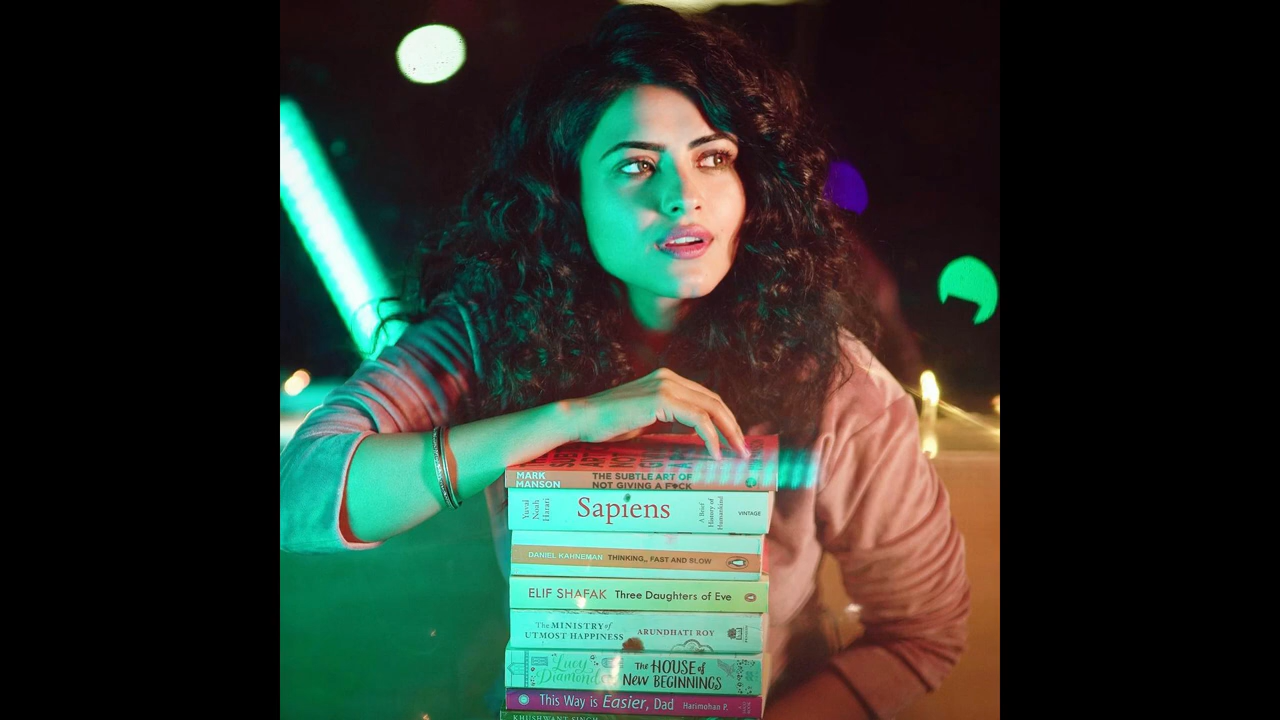 MARK
MANSON
THE SUBTLE ART OF
NOT GIVING A F*CK
Yuval
Noah
Harari
Sapiens
A Brief
History of
Humankind
VINTAGE
DANIEL KAHNEMAN THINKING, FAST AND SLOW
ELIF SHAFAK Three Daughters of Eve
The MINISTRY of
UTMOST HAPPINESS
ARUNDHATI ROY
Lucy
Diamond
The HOUSE of
NEW BEGINNINGS
This Way is Easier, Dad Harimohan P.
KHUSHWANT SINGH